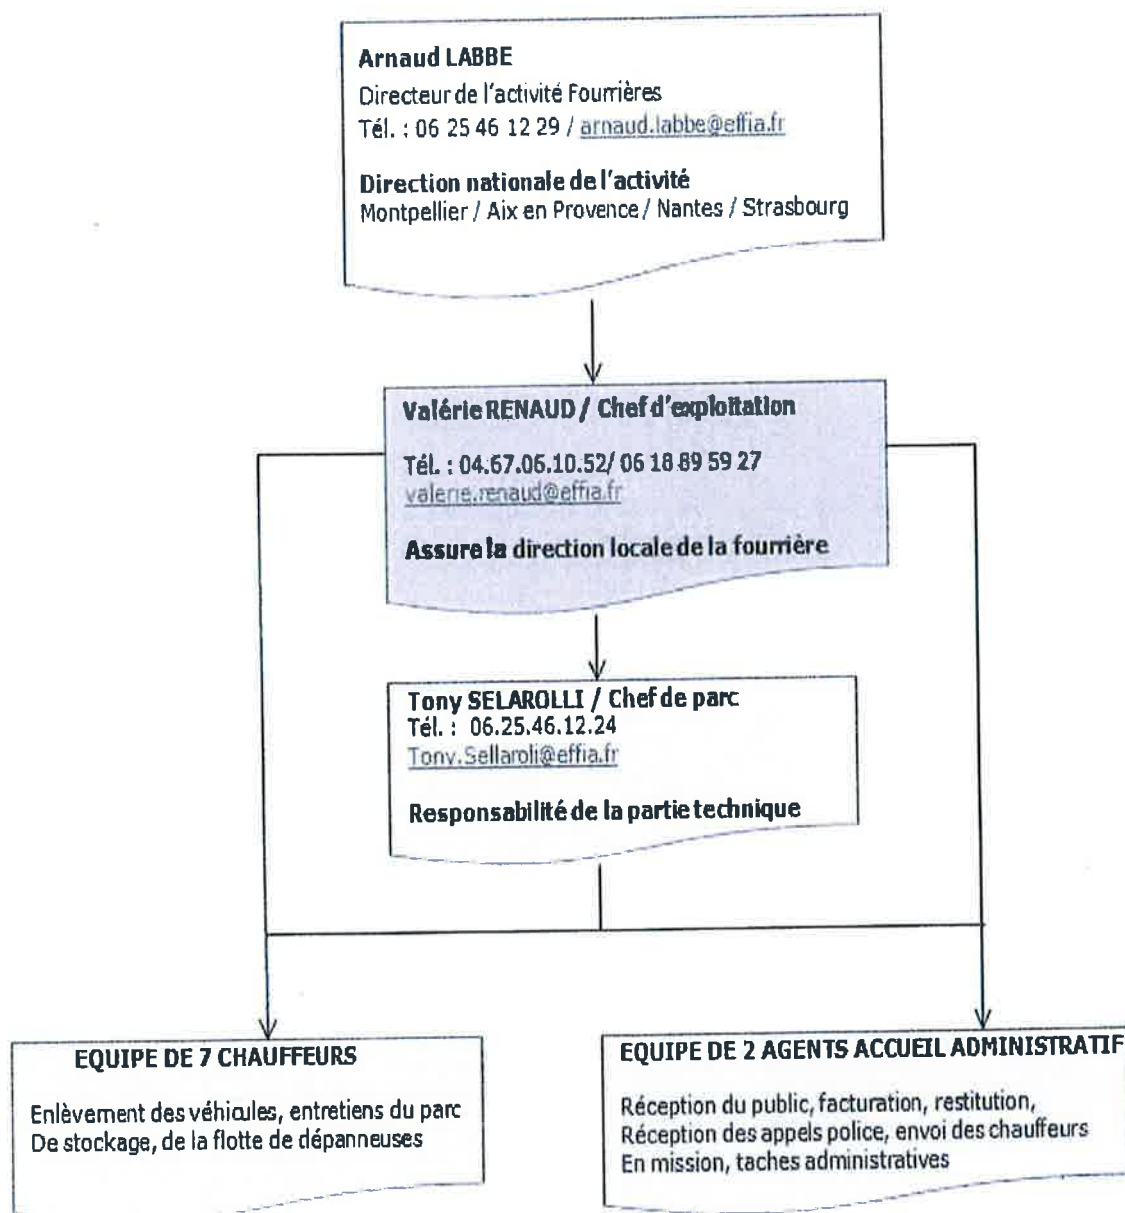 Arnaud LABBE
Directeur de l'activité Fourrières
Tél. : 06 25 46 12 29 / arnaud.labbe@effia.fr
Direction nationale de l'activité
Montpellier / Aix en Provence / Nantes / Strasbourg
Valérie RENAUD / Chef d'exploitation
Tél. : 04.67.06.10.52/ 06 18 89 59 27
valerie.renaud@effia.fr
Assure la direction locale de la fourrière
Tony SELAROLLI / Chef de parc
Tél. : 06.25.46.12.24
Tony.Sellaroli@effia.fr
Responsabilité de la partie technique
EQUIPE DE 7 CHAUFFEURS
Enlèvement des véhicules, entretiens du parc
De stockage, de la flotte de dépanneuses
EQUIPE DE 2 AGENTS ACCUEIL ADMINISTRATIF
Réception du public, facturation, restitution,
Réception des appels police, envoi des chauffeurs
En mission, taches administratives